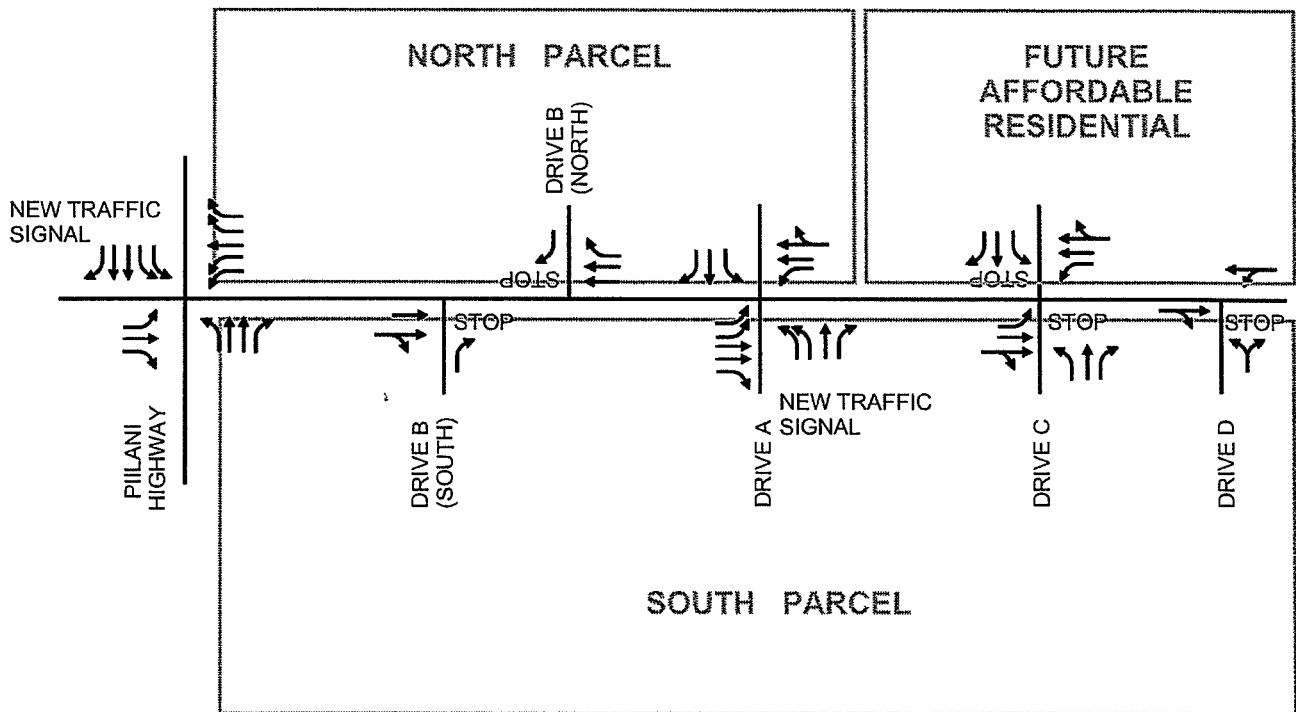 NORTH PARCEL
FUTURE
AFFORDABLE
RESIDENTIAL
DRIVE B
(NORTH)
NEW TRAFFIC
SIGNAL
STOP
STOP
STOP
STOP
STOP
NEW TRAFFIC
SIGNAL
PIILANI
HIGHWAY
DRIVE B
(SOUTH)
DRIVE A
DRIVE C
DRIVE D
SOUTH PARCEL